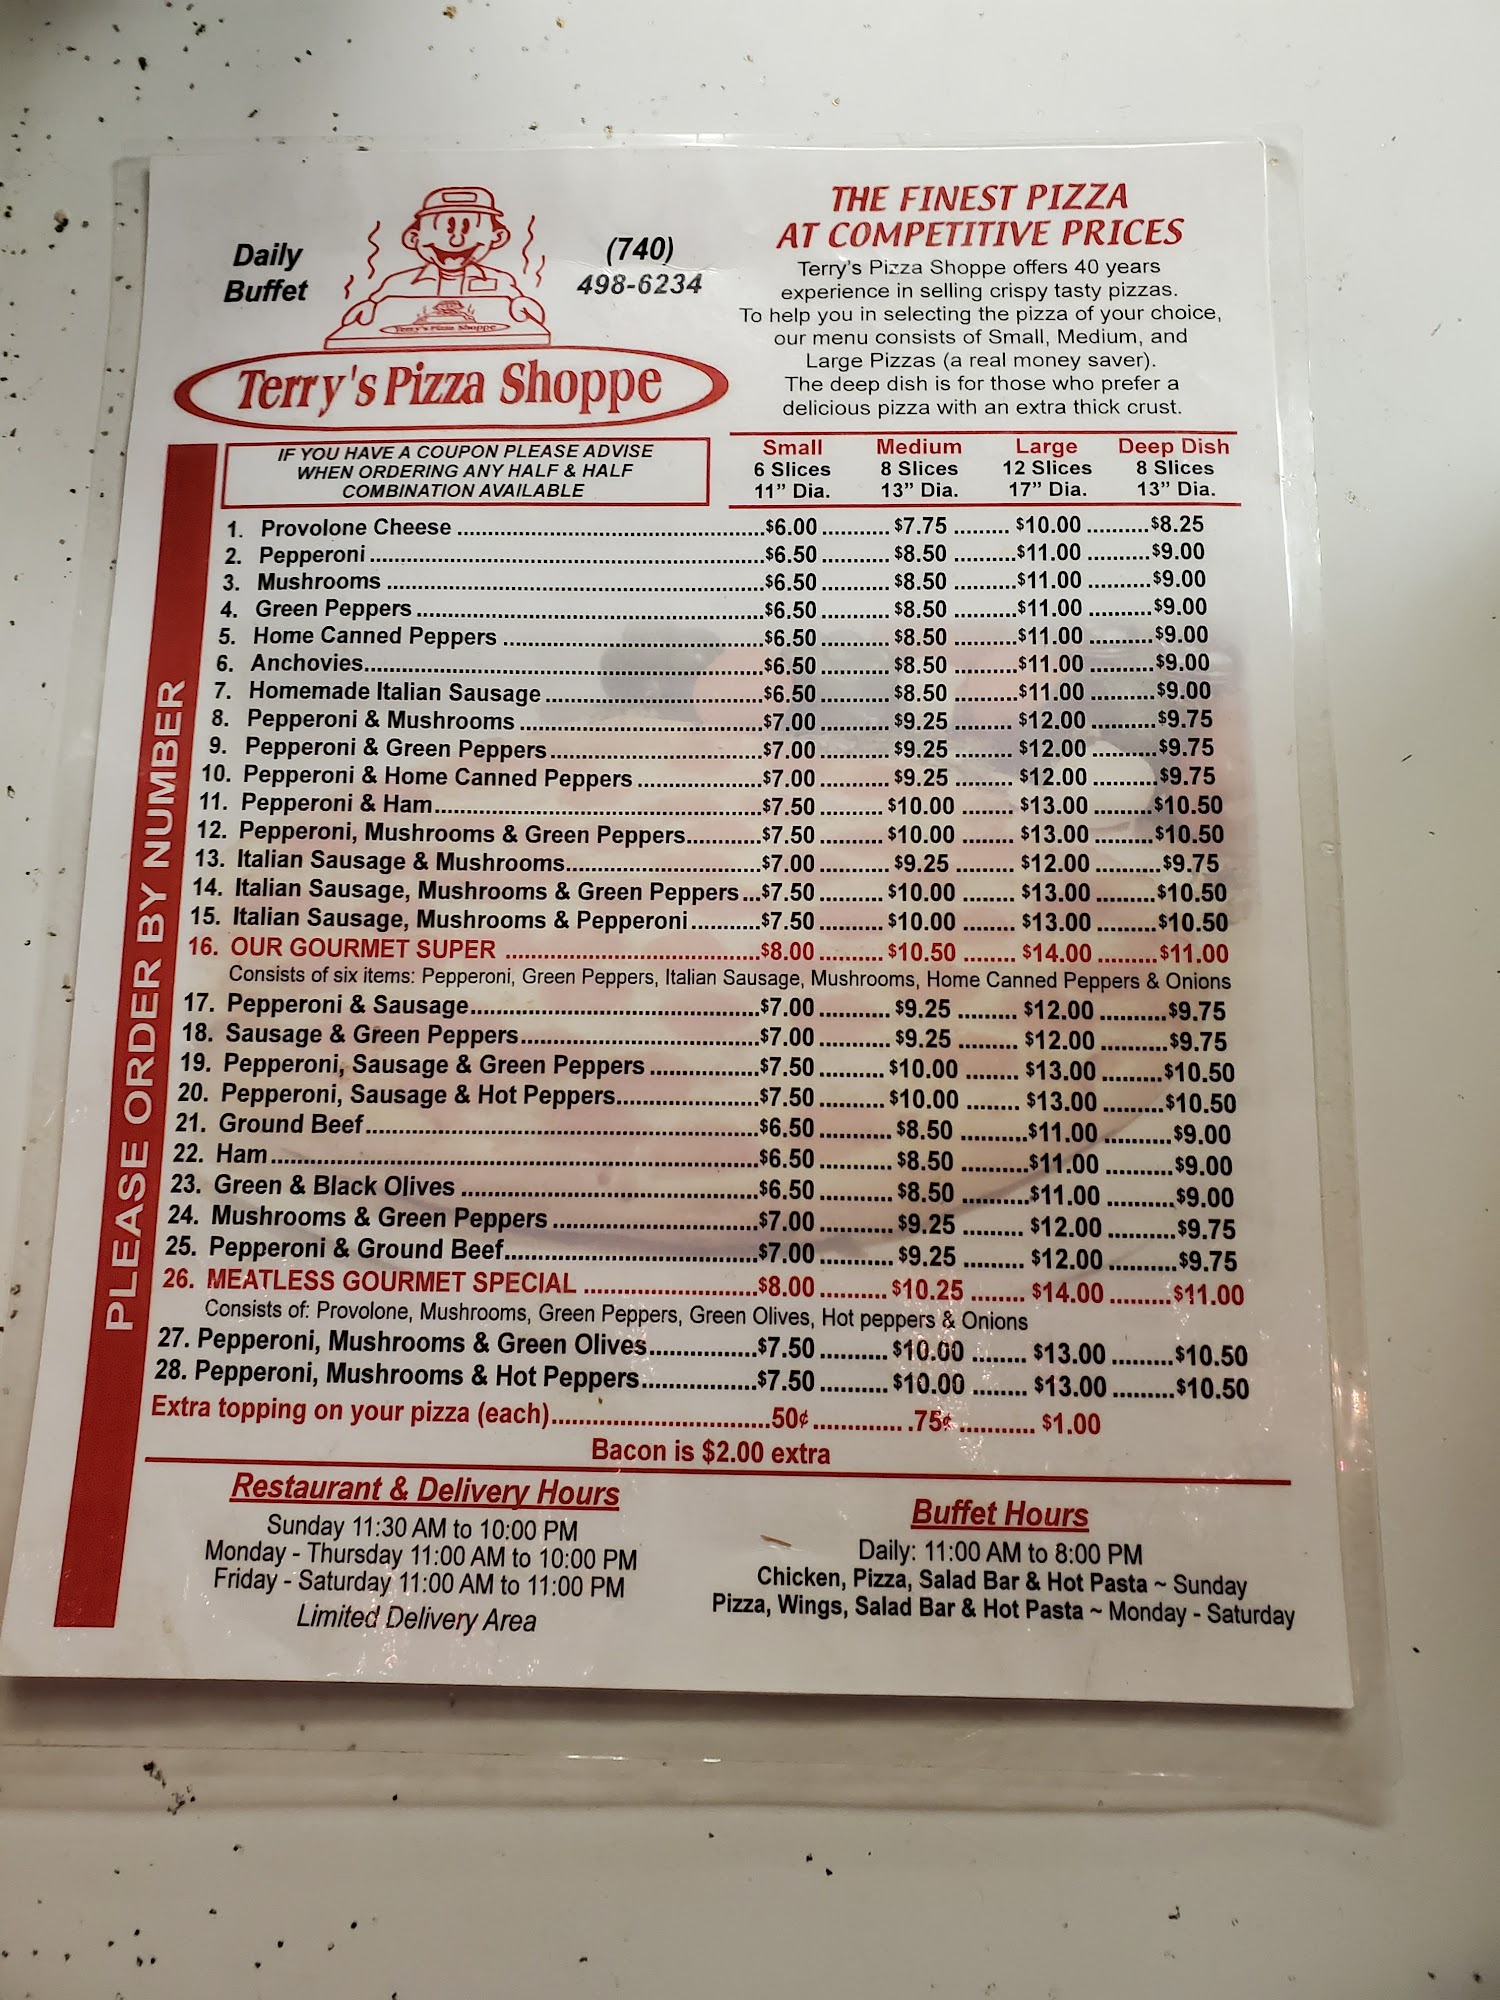 Daily
Buffet
(740)
498-6234
Terry's Pizza Shoppe
Terry's Pizza Shoppe
THE FINEST PIZZA
AT COMPETITIVE PRICES
Terry's Pizza Shoppe offers 40 years
experience in selling crispy tasty pizzas.
To help you in selecting the pizza of your choice,
our menu consists of Small, Medium, and
Large Pizzas (a real money saver).
The deep dish is for those who prefer a
delicious pizza with an extra thick crust.
IF YOU HAVE A COUPON PLEASE ADVISE
WHEN ORDERING ANY HALF & HALF
COMBINATION AVAILABLE
Small Medium Large Deep Dish
6 Slices 8 Slices 12 Slices 8 Slices
11" Dia. 13" Dia. 17" Dia. 13" Dia.
PLEASE ORDER BY NUMBER
1. Provolone Cheese $6.00 $7.75 $10.00 $8.25
2. Pepperoni $6.50 $8.50 $11.00 $9.00
3. Mushrooms $6.50 $8.50 $11.00 $9.00
4. Green Peppers $6.50 $8.50 $11.00 $9.00
5. Home Canned Peppers $6.50 $8.50 $11.00 $9.00
6. Anchovies $6.50 $8.50 $11.00 $9.00
7. Homemade Italian Sausage $6.50 $8.50 $11.00 $9.00
8. Pepperoni & Mushrooms $7.00 $9.25 $12.00 $9.75
9. Pepperoni & Green Peppers $7.00 $9.25 $12.00 $9.75
10. Pepperoni & Home Canned Peppers $7.00 $9.25 $12.00 $9.75
11. Pepperoni & Ham $7.50 $10.00 $13.00 $10.50
12. Pepperoni, Mushrooms & Green Peppers $7.50 $10.00 $13.00 $10.50
13. Italian Sausage & Mushrooms $7.00 $9.25 $12.00 $9.75
14. Italian Sausage, Mushrooms & Green Peppers $7.50 $10.00 $13.00 $10.50
15. Italian Sausage, Mushrooms & Pepperoni $7.50 $10.00 $13.00 $10.50
16. OUR GOURMET SUPER $8.00 $10.50 $14.00 $11.00
Consists of six items: Pepperoni, Green Peppers, Italian Sausage, Mushrooms, Home Canned Peppers & Onions
17. Pepperoni & Sausage $7.00 $9.25 $12.00 $9.75
18. Sausage & Green Peppers $7.00 $9.25 $12.00 $9.75
19. Pepperoni, Sausage & Green Peppers $7.50 $10.00 $13.00 $10.50
20. Pepperoni, Sausage & Hot Peppers $7.50 $10.00 $13.00 $10.50
21. Ground Beef $6.50 $8.50 $11.00 $9.00
22. Ham $6.50 $8.50 $11.00 $9.00
23. Green & Black Olives $6.50 $8.50 $11.00 $9.00
24. Mushrooms & Green Peppers $7.00 $9.25 $12.00 $9.75
25. Pepperoni & Ground Beef $7.00 $9.25 $12.00 $9.75
26. MEATLESS GOURMET SPECIAL $8.00 $10.25 $14.00 $11.00
Consists of: Provolone, Mushrooms, Green Peppers, Green Olives, Hot peppers & Onions
27. Pepperoni, Mushrooms & Green Olives $7.50 $10.00 $13.00 $10.50
28. Pepperoni, Mushrooms & Hot Peppers $7.50 $10.00 $13.00 $10.50
Extra topping on your pizza (each) 50¢ .75¢ $1.00
Bacon is $2.00 extra
Restaurant & Delivery Hours
Sunday 11:30 AM to 10:00 PM
Monday - Thursday 11:00 AM to 10:00 PM
Friday - Saturday 11:00 AM to 11:00 PM
Limited Delivery Area
Buffet Hours
Daily: 11:00 AM to 8:00 PM
Chicken, Pizza, Salad Bar & Hot Pasta ~ Sunday
Pizza, Wings, Salad Bar & Hot Pasta ~ Monday - Saturday